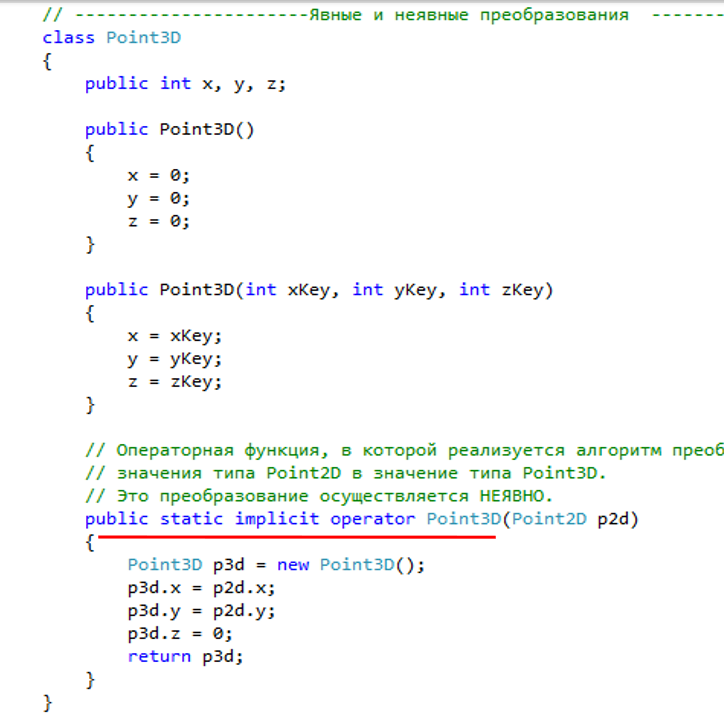 // ----------------------Явные и неявные преобразования -------
class Point3D
{
    public int x, y, z;

    public Point3D()
    {
        x = 0;
        y = 0;
        z = 0;
    }

    public Point3D(int xKey, int yKey, int zKey)
    {
        x = xKey;
        y = yKey;
        z = zKey;
    }

    // Операторная функция, в которой реализуется алгоритм
    // значения типа Point2D в значение типа Point3D.
    // Это преобразование осуществляется НЕЯВНО.
    public static implicit operator Point3D(Point2D p2d)
    {
        Point3D p3d = new Point3D();
        p3d.x = p2d.x;
        p3d.y = p2d.y;
        p3d.z = 0;
        return p3d;
    }
}